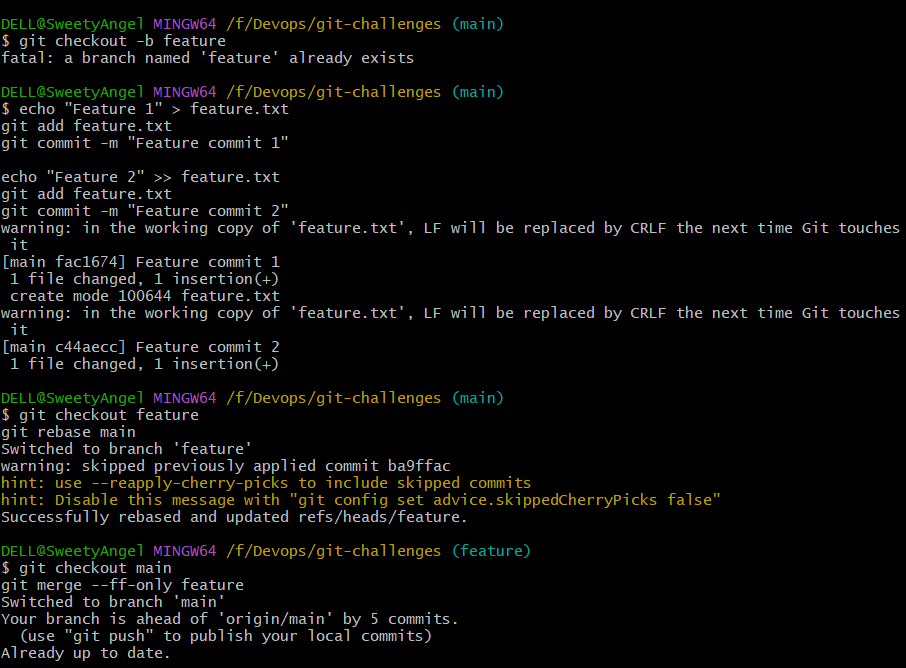 DELL@SweetyAngel MINGW64 /f/Devops/git-challenges (main)
$ git checkout -b feature
fatal: a branch named 'feature' already exists

DELL@SweetyAngel MINGW64 /f/Devops/git-challenges (main)
$ echo "Feature 1" > feature.txt
git add feature.txt
git commit -m "Feature commit 1"

echo "Feature 2" >> feature.txt
git add feature.txt
git commit -m "Feature commit 2"
warning: in the working copy of 'feature.txt', LF will be replaced by CRLF the next time Git touches
 it
[main fac1674] Feature commit 1
 1 file changed, 1 insertion(+)
 create mode 100644 feature.txt
warning: in the working copy of 'feature.txt', LF will be replaced by CRLF the next time Git touches
 it
[main c44aecc] Feature commit 2
 1 file changed, 1 insertion(+)

DELL@SweetyAngel MINGW64 /f/Devops/git-challenges (main)
$ git checkout feature
git rebase main
Switched to branch 'feature'
warning: skipped previously applied commit ba9ffac
hint: use --reapply-cherry-picks to include skipped commits
hint: Disable this message with "git config set advice.skippedCherryPicks false"
Successfully rebased and updated refs/heads/feature.

DELL@SweetyAngel MINGW64 /f/Devops/git-challenges (feature)
$ git checkout main
git merge --ff-only feature
Switched to branch 'main'
Your branch is ahead of 'origin/main' by 5 commits.
  (use "git push" to publish your local commits)
Already up to date.